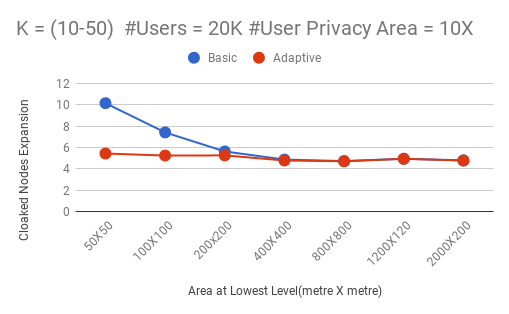 K = (10-50)  #Users = 20K #User Privacy Area = 10X
Basic
Adaptive
Cloaked Nodes Expansion
12
10
8
6
4
2
0
50X50
100X100
200x200
400X400
800X800
1200X120
2000X200
Area at Lowest Level(metre X metre)